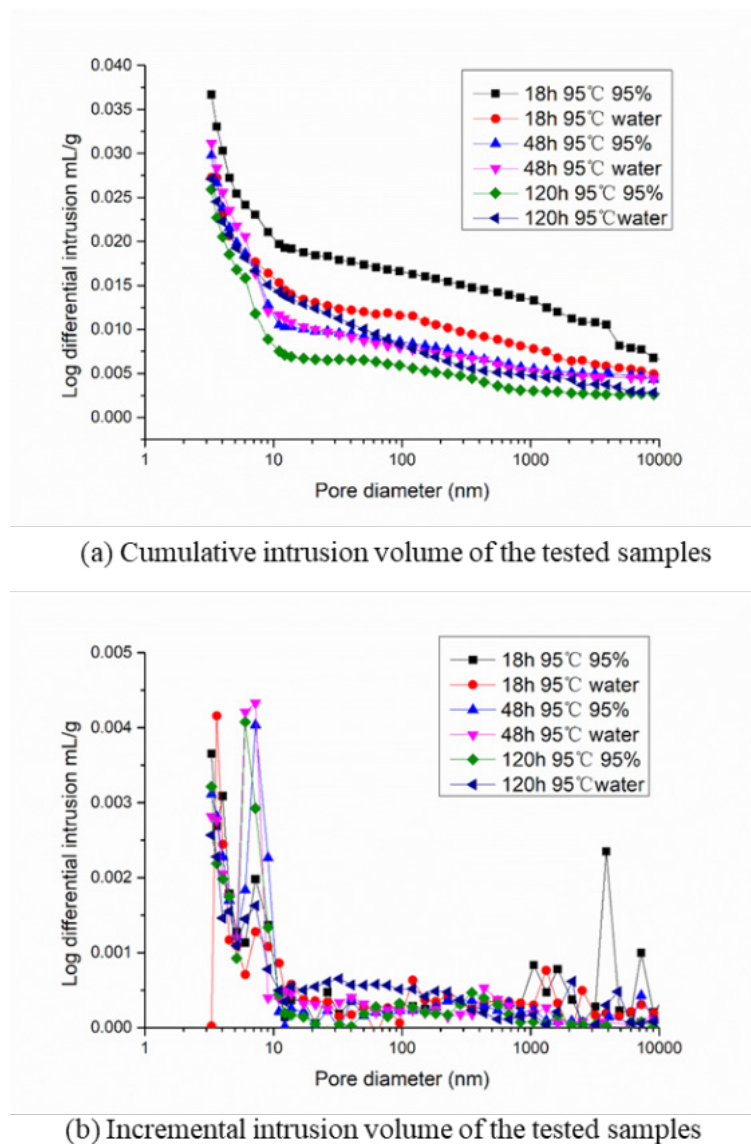 0.040
0.035
0.030
0.025
0.020
0.015
0.010
0.005
0.000
Log differential intrusion mL/g
18h 95℃ 95%
18h 95℃ water
48h 95℃ 95%
48h 95℃ water
120h 95℃ 95%
120h 95℃water
1 10 100 1000 10000
Pore diameter (nm)
(a) Cumulative intrusion volume of the tested samples
0.005
0.004
0.003
0.002
0.001
0.000
Log differential intrusion mL/g
18h 95℃ 95%
18h 95℃ water
48h 95℃ 95%
48h 95℃ water
120h 95℃ 95%
120h 95℃water
1 10 100 1000 10000
Pore diameter (nm)
(b) Incremental intrusion volume of the tested samples